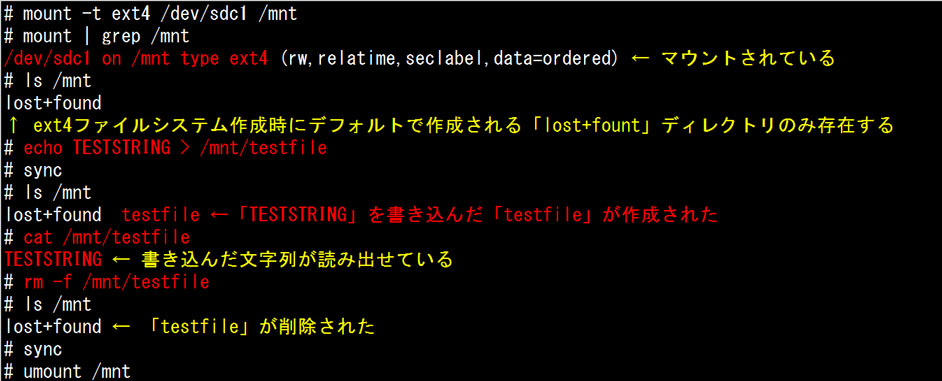 # mount -t ext4 /dev/sdc1 /mnt
# mount | grep /mnt
/dev/sdc1 on /mnt type ext4 (rw,relatime,seclabel,data=ordered) ← マウントされている
# ls /mnt
lost+found
↑ ext4ファイルシステム作成時にデフォルトで作成される「lost+fount」ディレクトリのみ存在する
# echo TESTSTRING > /mnt/testfile
# sync
# ls /mnt
lost+found testfile ←「TESTSTRING」を書き込んだ「testfile」が作成された
# cat /mnt/testfile
TESTSTRING ← 書き込んだ文字列が読み出せている
# rm -f /mnt/testfile
# ls /mnt
lost+found ← 「testfile」が削除された
# sync
# umount /mnt